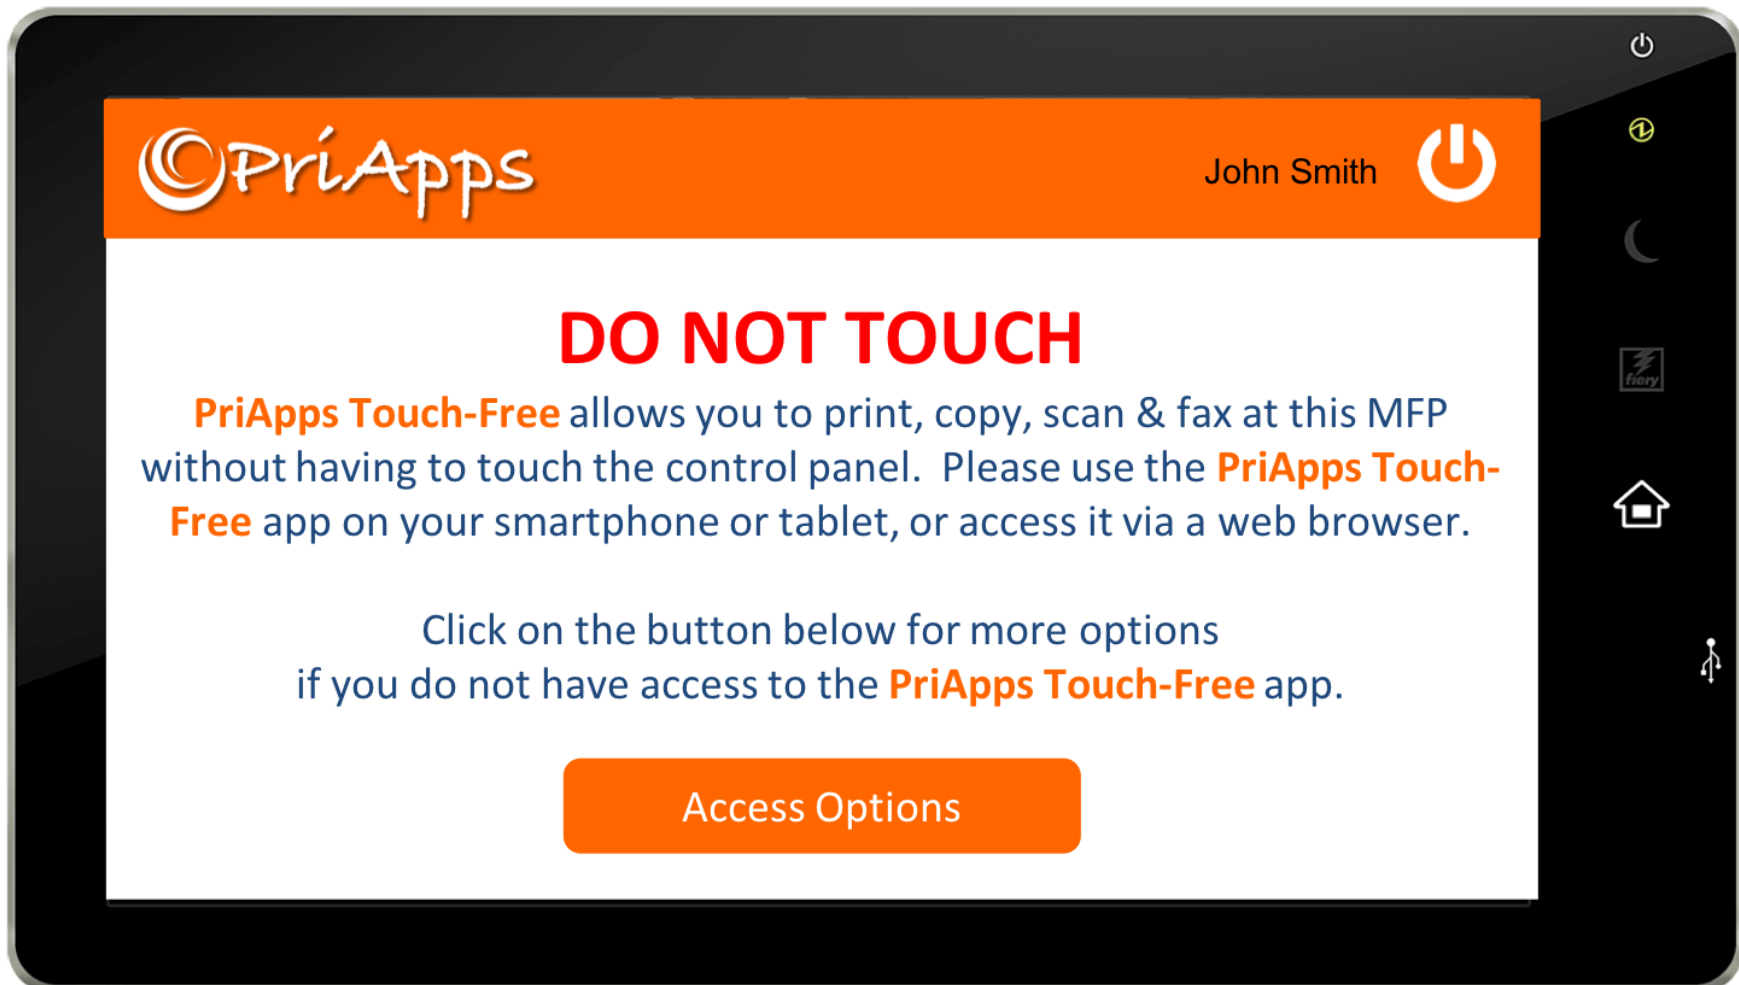 PriApps
John Smith
DO NOT TOUCH
PriApps Touch-Free allows you to print, copy, scan & fax at this MFP
without having to touch the control panel.  Please use the PriApps Touch-
Free app on your smartphone or tablet, or access it via a web browser.
Click on the button below for more options
if you do not have access to the PriApps Touch-Free app.
Access Options
fiery